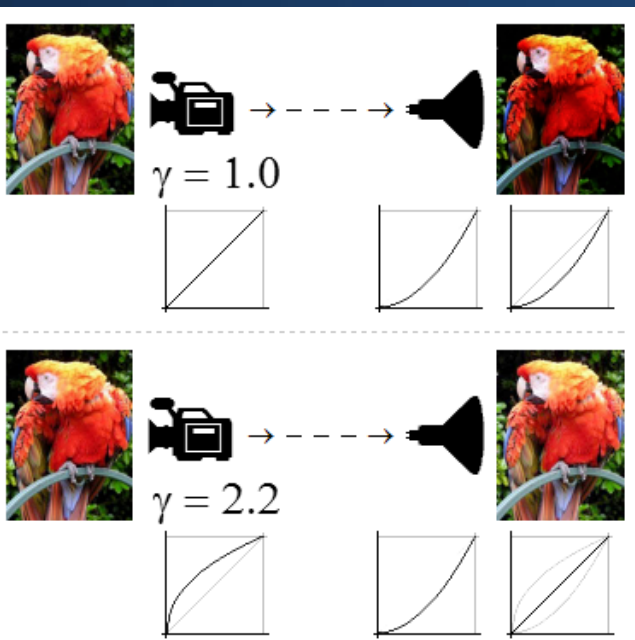 γ = 1.0
γ = 2.2